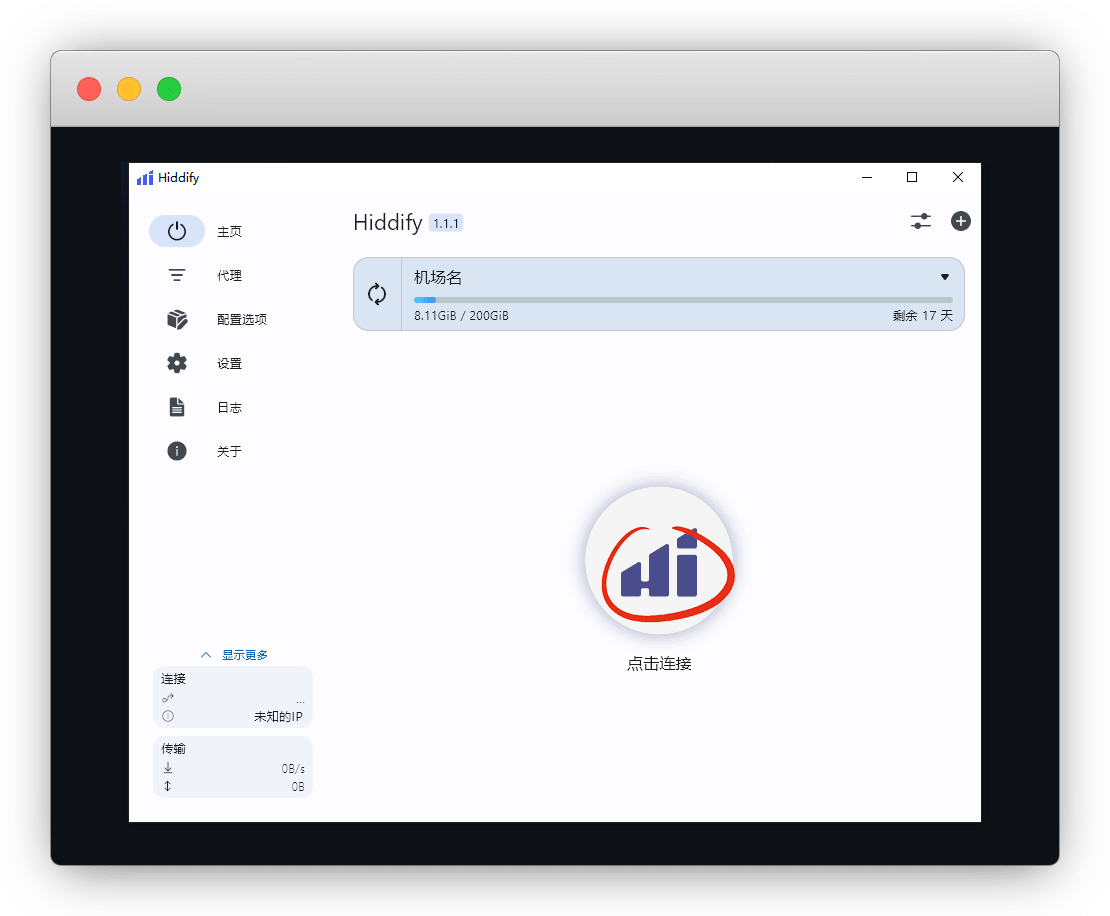 Hiddify
主页
代理
配置选项
设置
日志
关于
Hiddify 1.1.1
机场名
8.11GiB / 200GiB 剩余 17 天
点击连接
显示更多
连接
...
未知的IP
传输
0B/s
0B